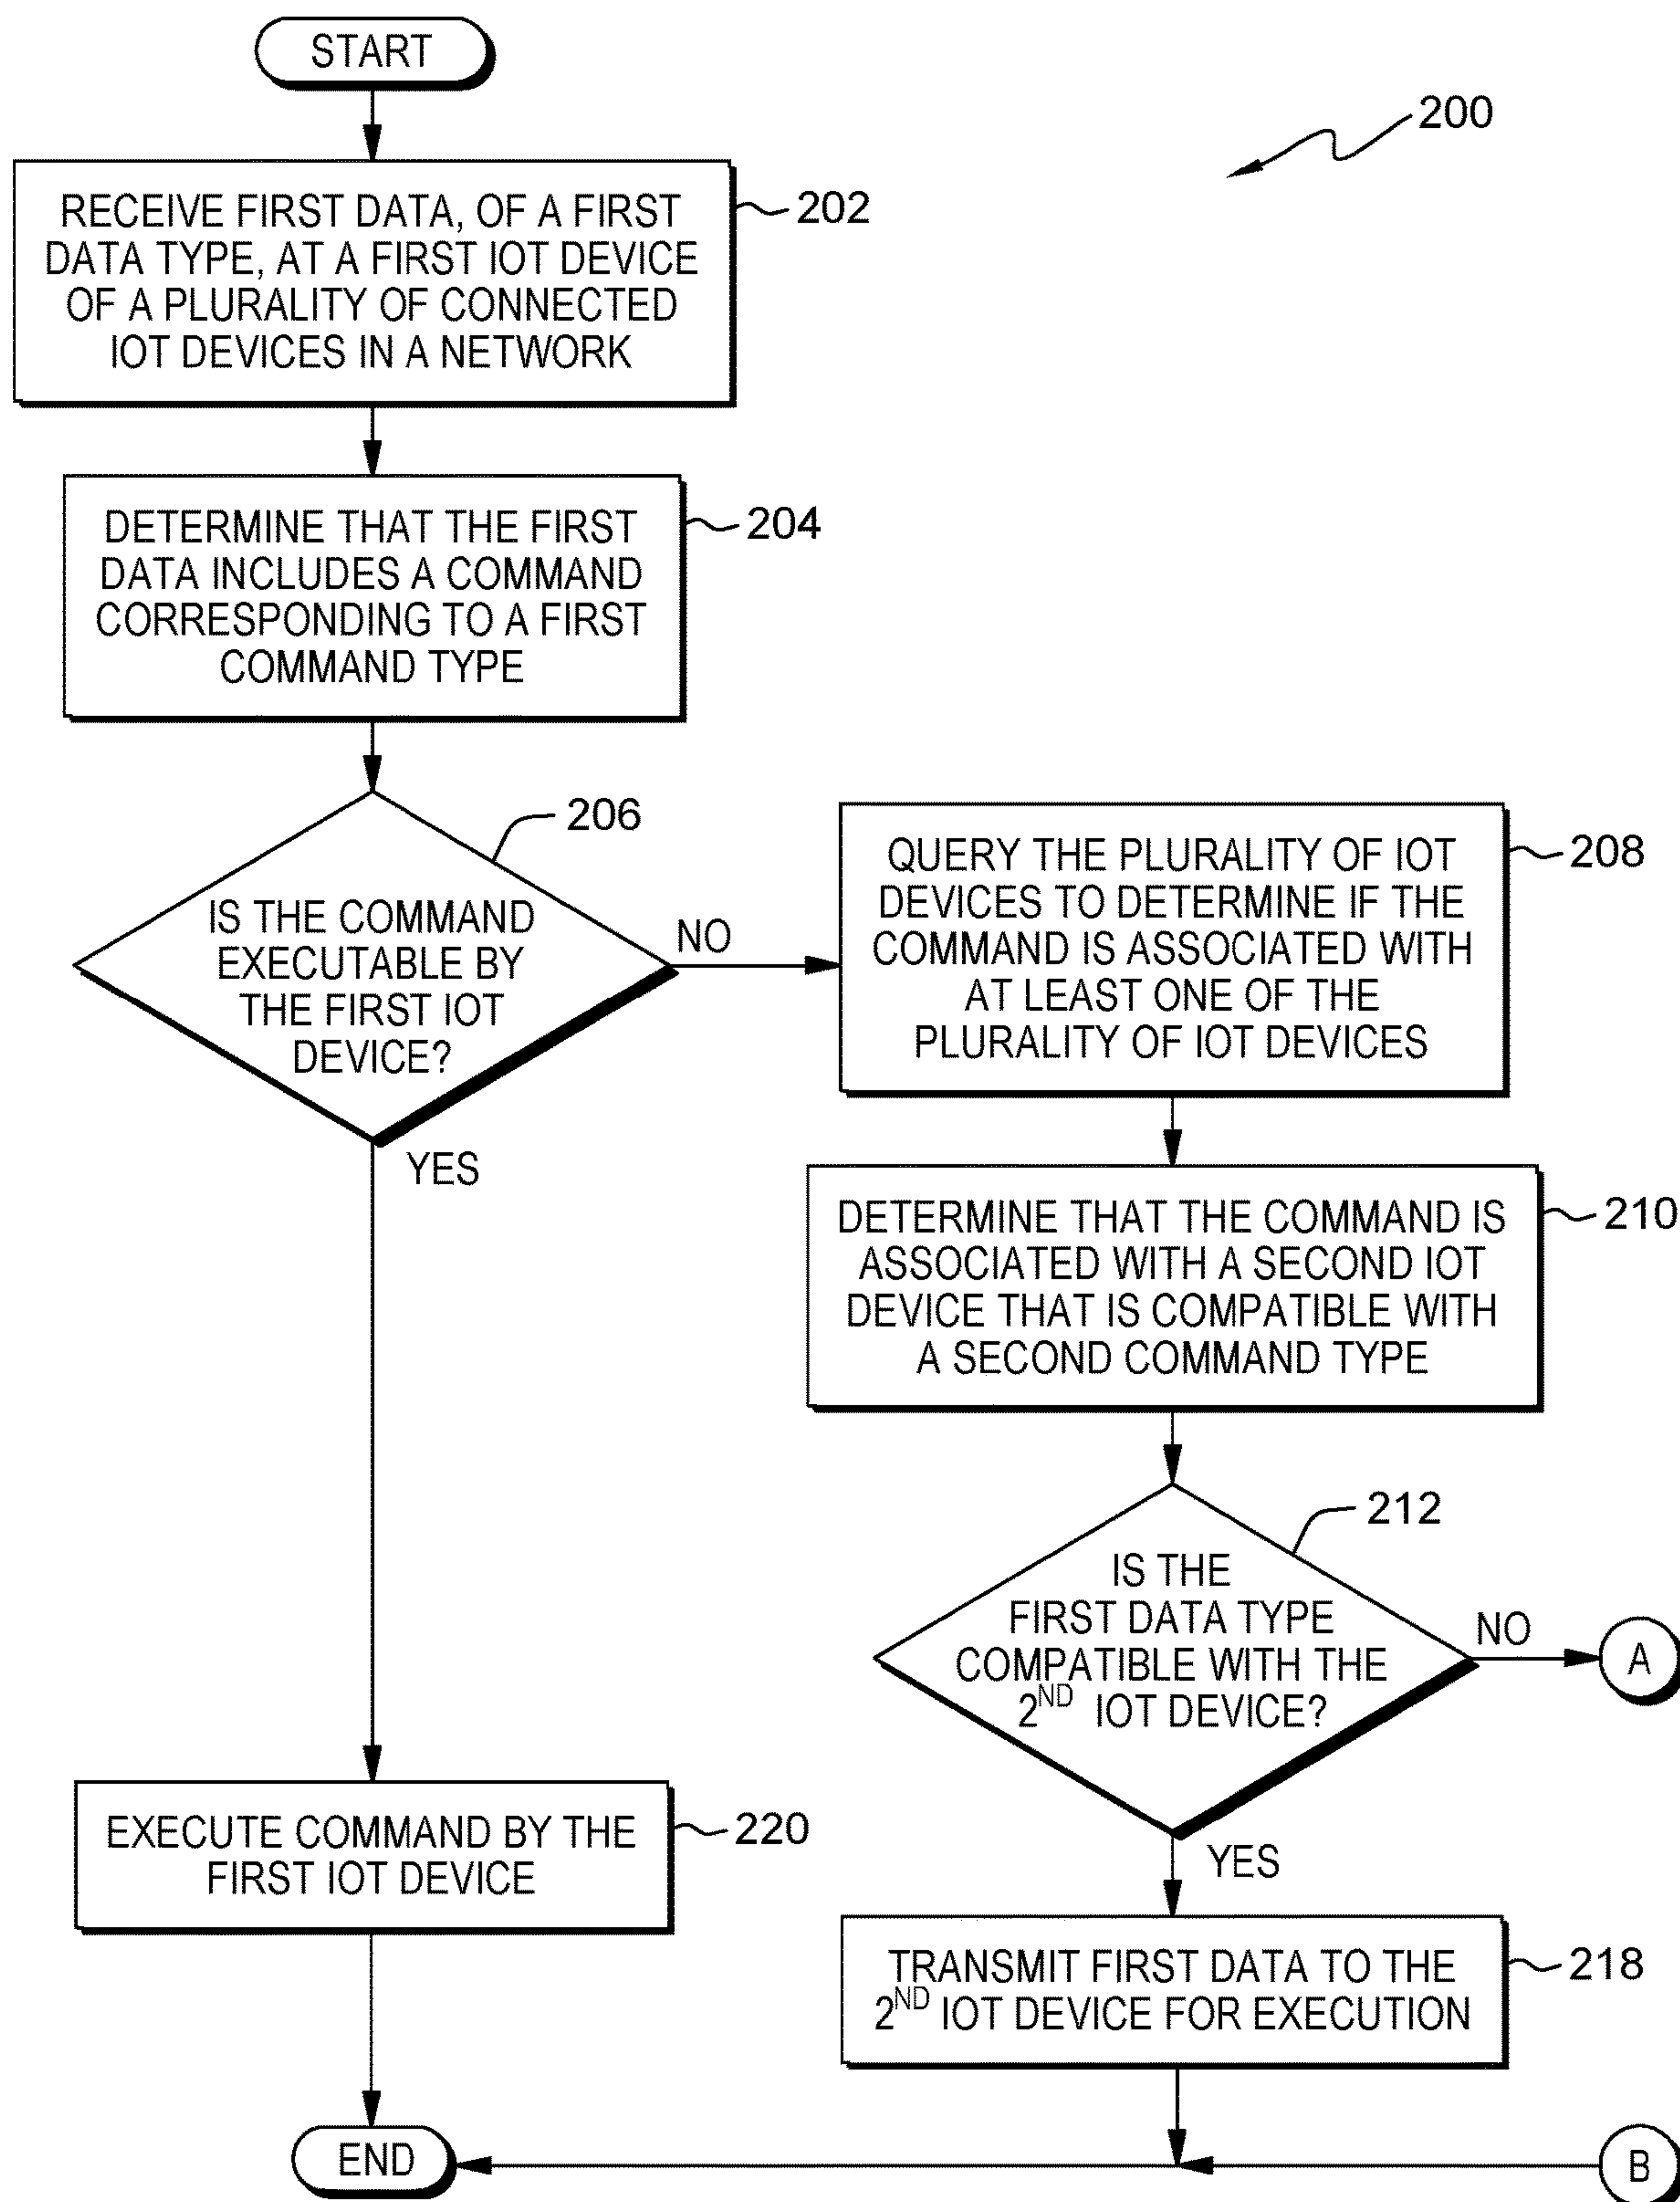 START
200
RECEIVE FIRST DATA, OF A FIRST
DATA TYPE, AT A FIRST IOT DEVICE
OF A PLURALITY OF CONNECTED
IOT DEVICES IN A NETWORK
202
DETERMINE THAT THE FIRST
DATA INCLUDES A COMMAND
CORRESPONDING TO A FIRST
COMMAND TYPE
204
IS THE COMMAND
EXECUTABLE BY
THE FIRST IOT
DEVICE?
206
NO
YES
QUERY THE PLURALITY OF IOT
DEVICES TO DETERMINE IF THE
COMMAND IS ASSOCIATED WITH
AT LEAST ONE OF THE
PLURALITY OF IOT DEVICES
208
DETERMINE THAT THE COMMAND IS
ASSOCIATED WITH A SECOND IOT
DEVICE THAT IS COMPATIBLE WITH
A SECOND COMMAND TYPE
210
IS THE
FIRST DATA TYPE
COMPATIBLE WITH THE
2ND IOT DEVICE?
212
NO
A
YES
EXECUTE COMMAND BY THE
FIRST IOT DEVICE
220
TRANSMIT FIRST DATA TO THE
2ND IOT DEVICE FOR EXECUTION
218
END
B